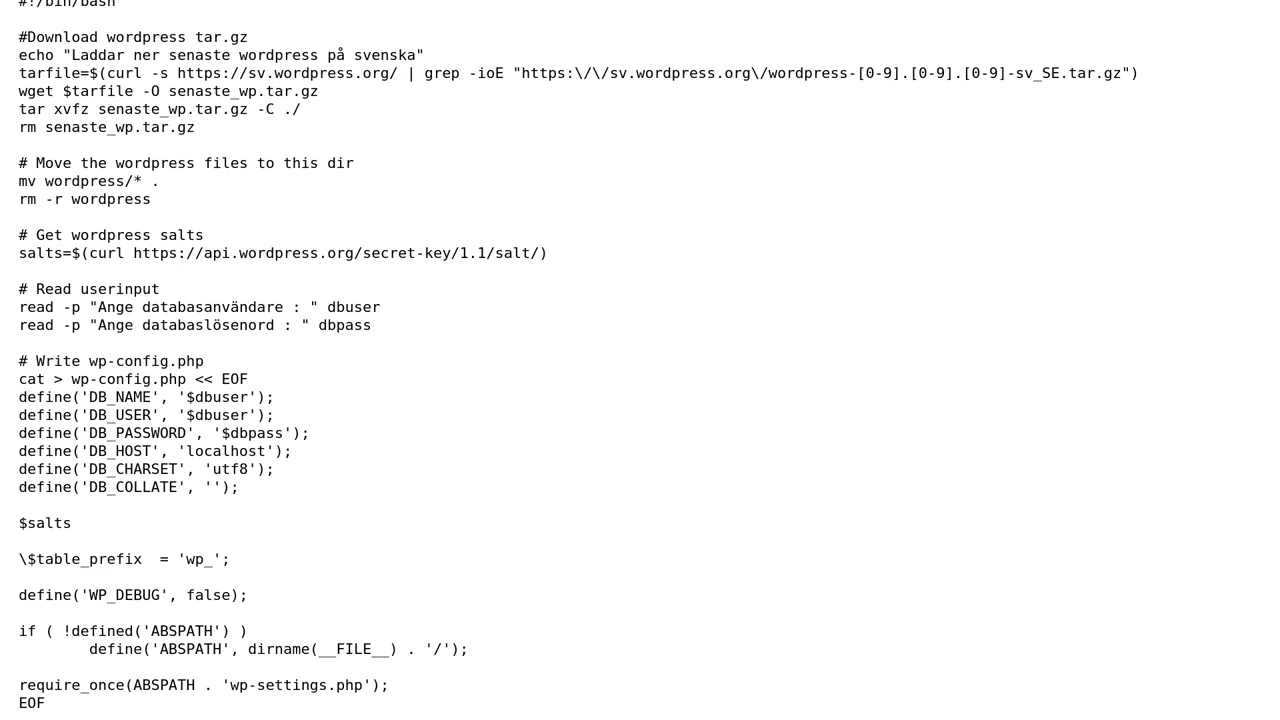 #!/bin/bash

#Download wordpress tar.gz
echo "Laddar ner senaste wordpress på svenska"
tarfile=$(curl -s https://sv.wordpress.org/ | grep -ioE "https:\/\/sv.wordpress.org\/wordpress-[0-9].[0-9].[0-9]-sv_SE.tar.gz")
wget $tarfile -O senaste_wp.tar.gz
tar xvfz senaste_wp.tar.gz -C ./
rm senaste_wp.tar.gz

# Move the wordpress files to this dir
mv wordpress/* .
rm -r wordpress

# Get wordpress salts
salts=$(curl https://api.wordpress.org/secret-key/1.1/salt/)

# Read userinput
read -p "Ange databasanvändare : " dbuser
read -p "Ange databaslösenord : " dbpass

# Write wp-config.php
cat > wp-config.php << EOF
define('DB_NAME', '$dbuser');
define('DB_USER', '$dbuser');
define('DB_PASSWORD', '$dbpass');
define('DB_HOST', 'localhost');
define('DB_CHARSET', 'utf8');
define('DB_COLLATE', '');

$salts

\$table_prefix  = 'wp_';

define('WP_DEBUG', false);

if ( !defined('ABSPATH') )
        define('ABSPATH', dirname(__FILE__) . '/');

require_once(ABSPATH . 'wp-settings.php');
EOF